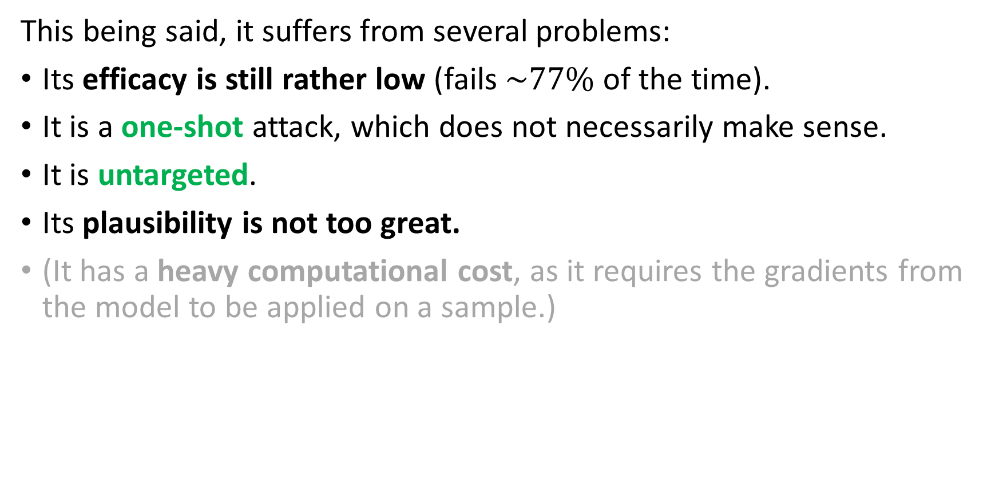 This being said, it suffers from several problems:
• Its efficacy is still rather low (fails ~77% of the time).
• It is a one-shot attack, which does not necessarily make sense.
• It is untargeted.
• Its plausibility is not too great.
• (It has a heavy computational cost, as it requires the gradients from
the model to be applied on a sample.)